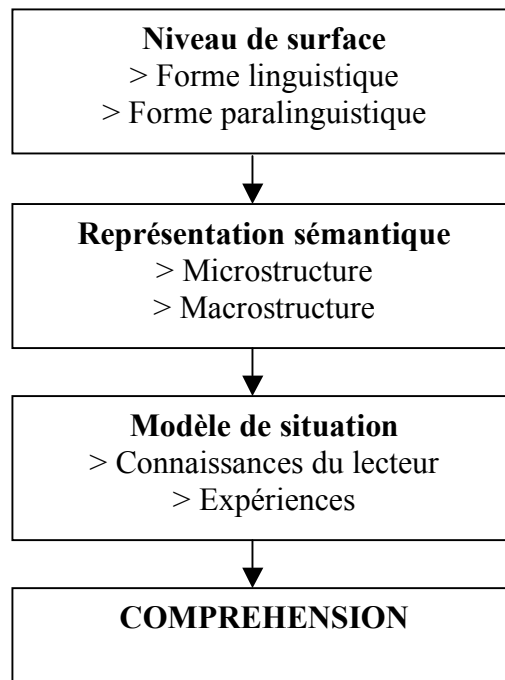 Niveau de surface
> Forme linguistique
> Forme paralinguistique
Représentation sémantique
> Microstructure
> Macrostructure
Modèle de situation
> Connaissances du lecteur
> Expériences
COMPREHENSION